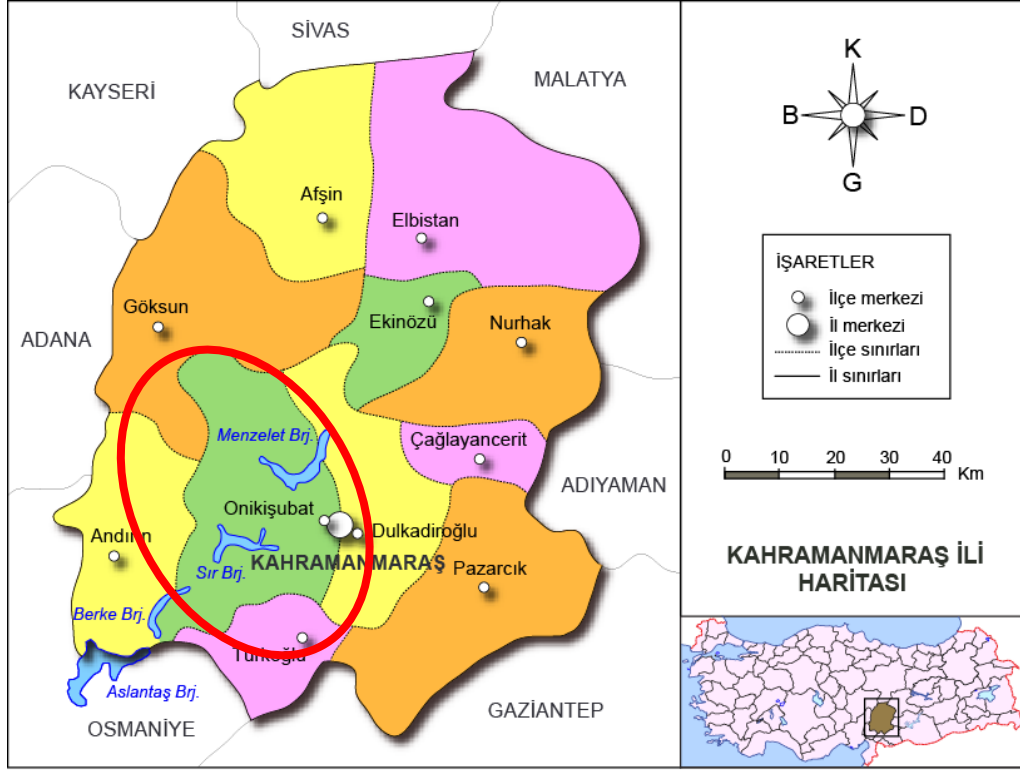 SİVAS
KAYSERİ
MALATYA
Afşin
Elbistan
Göksun
Ekinözü
Nurhak
ADANA
Menzelet Brj.
Çağlayancerit
ADIYAMAN
Onikişubat
Dulkadiroğlu
Andırın
KAHRAMANMARAŞ
Sır Brj.
Pazarcık
Berke Brj.
Türkoğlu
Aslantaş Brj.
OSMANİYE
GAZİANTEP
K
B
D
G
İŞARETLER
İlçe merkezi
İl merkezi
İlçe sınırları
İl sınırları
0 10 20 30 40 Km
KAHRAMANMARAŞ İLİ
HARİTASI